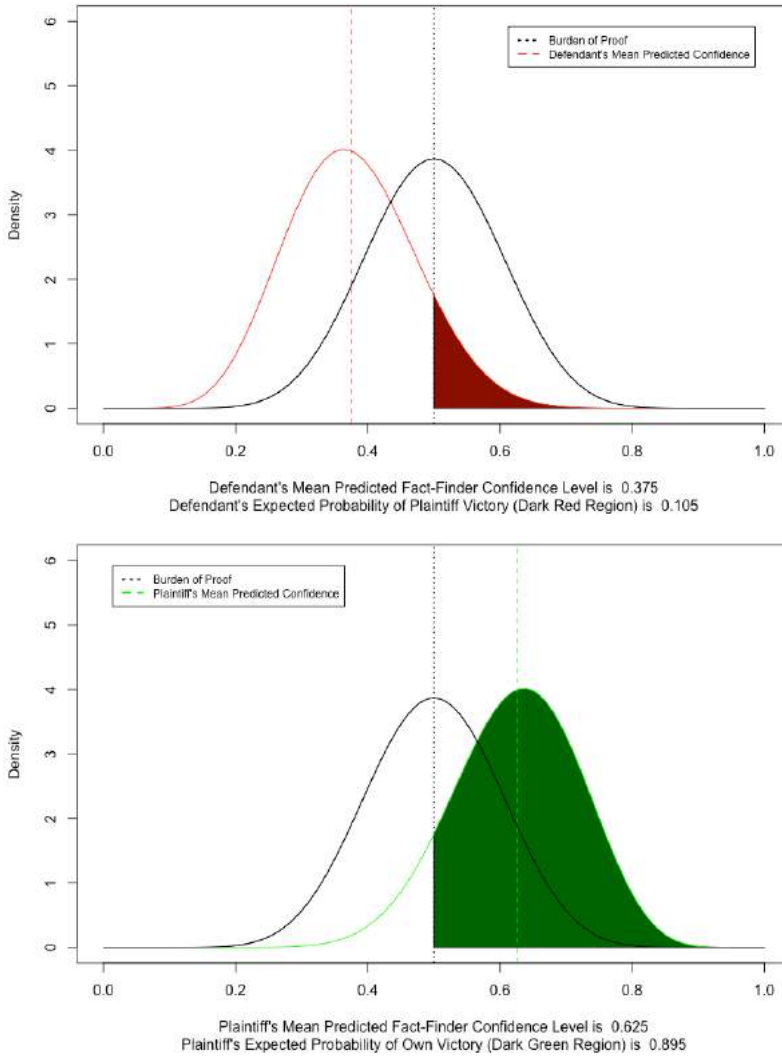 6
5
4
3
2
1
0
Density
Burden of Proof
Defendant's Mean Predicted Confidence
0.0 0.2 0.4 0.6 0.8 1.0
Defendant's Mean Predicted Fact-Finder Confidence Level is 0.375
Defendant's Expected Probability of Plaintiff Victory (Dark Red Region) is 0.105
6
5
4
3
2
1
0
Density
Burden of Proof
Plaintiff's Mean Predicted Confidence
0.0 0.2 0.4 0.6 0.8 1.0
Plaintiff's Mean Predicted Fact-Finder Confidence Level is 0.625
Plaintiff's Expected Probability of Own Victory (Dark Green Region) is 0.895